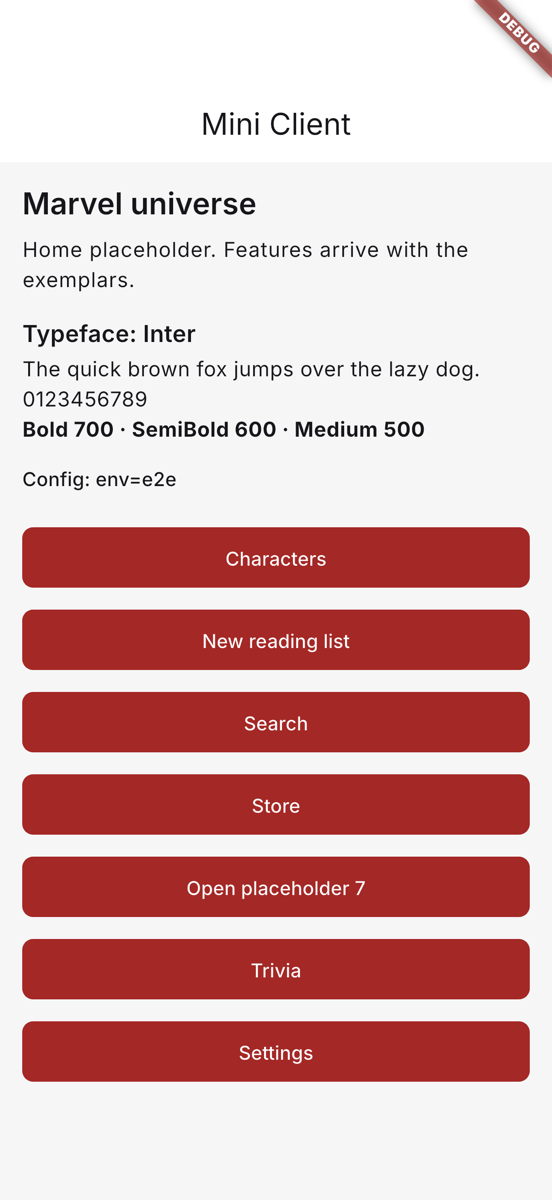 DEBUG
Mini Client
Marvel universe
Home placeholder. Features arrive with the
exemplars.
Typeface: Inter
The quick brown fox jumps over the lazy dog.
0123456789
Bold 700 · SemiBold 600 · Medium 500
Config: env=e2e
Characters
New reading list
Search
Store
Open placeholder 7
Trivia
Settings